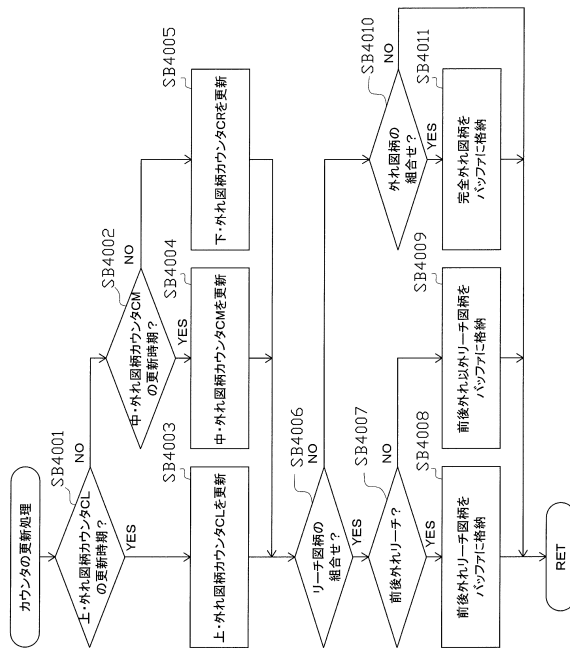 カウンタの更新処理
SB4001
上・外れ図柄カウンタCL
の更新時期？
NO
YES
SB4002
中・外れ図柄カウンタCM
の更新時期？
NO
YES
SB4003
上・外れ図柄カウンタCLを更新
SB4004
中・外れ図柄カウンタCMを更新
SB4005
下・外れ図柄カウンタCRを更新
SB4006
リーチ図柄の
組合せ？
NO
YES
SB4007
前後外れリーチ？
NO
YES
SB4008
前後外れリーチ図柄を
バッファに格納
SB4009
前後外れ以外リーチ図柄を
バッファに格納
SB4010
外れ図柄の
組合せ？
NO
YES
SB4011
完全外れ図柄を
バッファに格納
RET